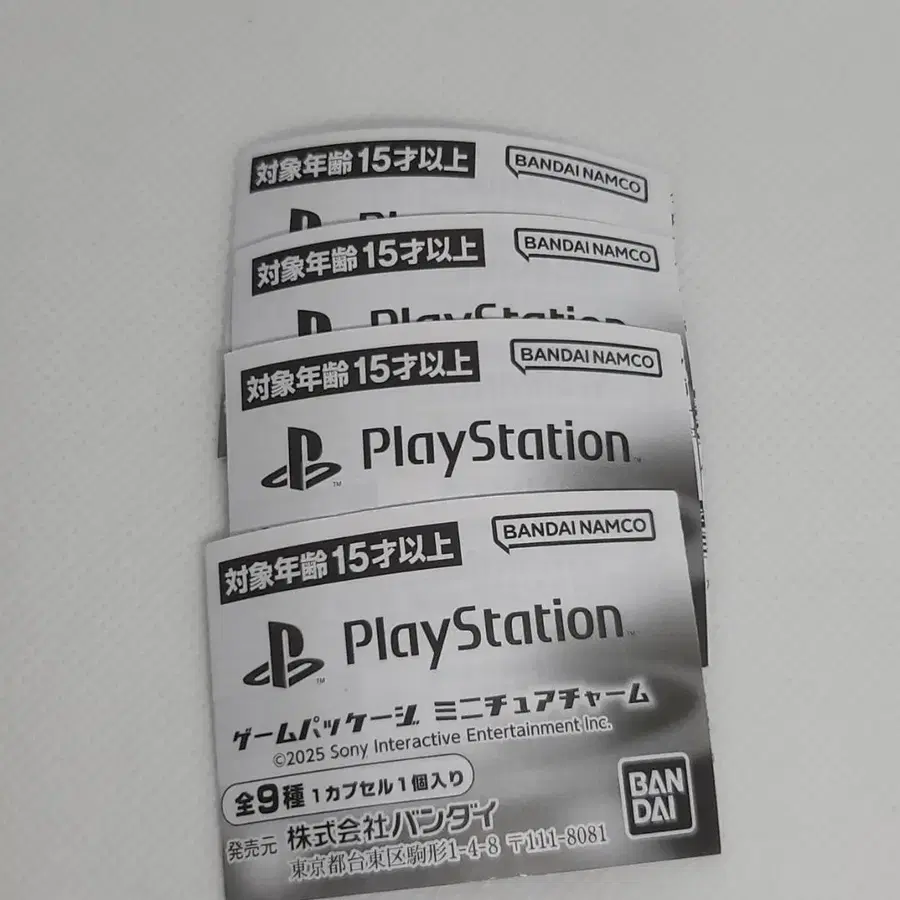 対象年齢15才以上
BANDAI NAMCO
対象年齢15才以上
BANDAI NAMCO
PlayStation
対象年齢15才以上
BANDAI NAMCO
PlayStation™
対象年齢15才以上
BANDAI NAMCO
PlayStation™
ゲームパッケージ ミニチュアチャーム
©2025 Sony Interactive Entertainment Inc.
全9種 1カプセル1個入り
BAN
DAI
発売元 株式会社バンダイ
東京都台東区駒形1-4-8 〒111-8081